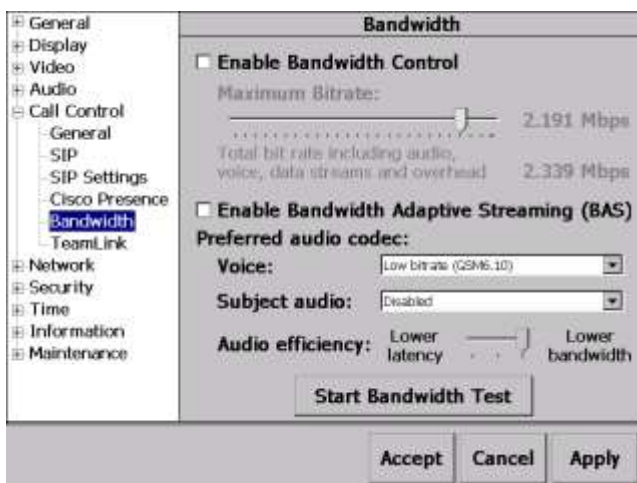 General
Display
Video
Audio
Call Control
General
SIP
SIP Settings
Cisco Presence
Bandwidth
TeamLink
Network
Security
Time
Information
Maintenance
Bandwidth
Enable Bandwidth Control
Maximum Bitrate:
2.191 Mbps
Total bit rate including audio,
voice, data streams and overhead 2.339 Mbps
Enable Bandwidth Adaptive Streaming (BAS)
Preferred audio codec:
Voice: Low bitrate (GSM6.10)
Subject audio: Disabled
Audio efficiency: Lower latency Lower bandwidth
Start Bandwidth Test
Accept Cancel Apply